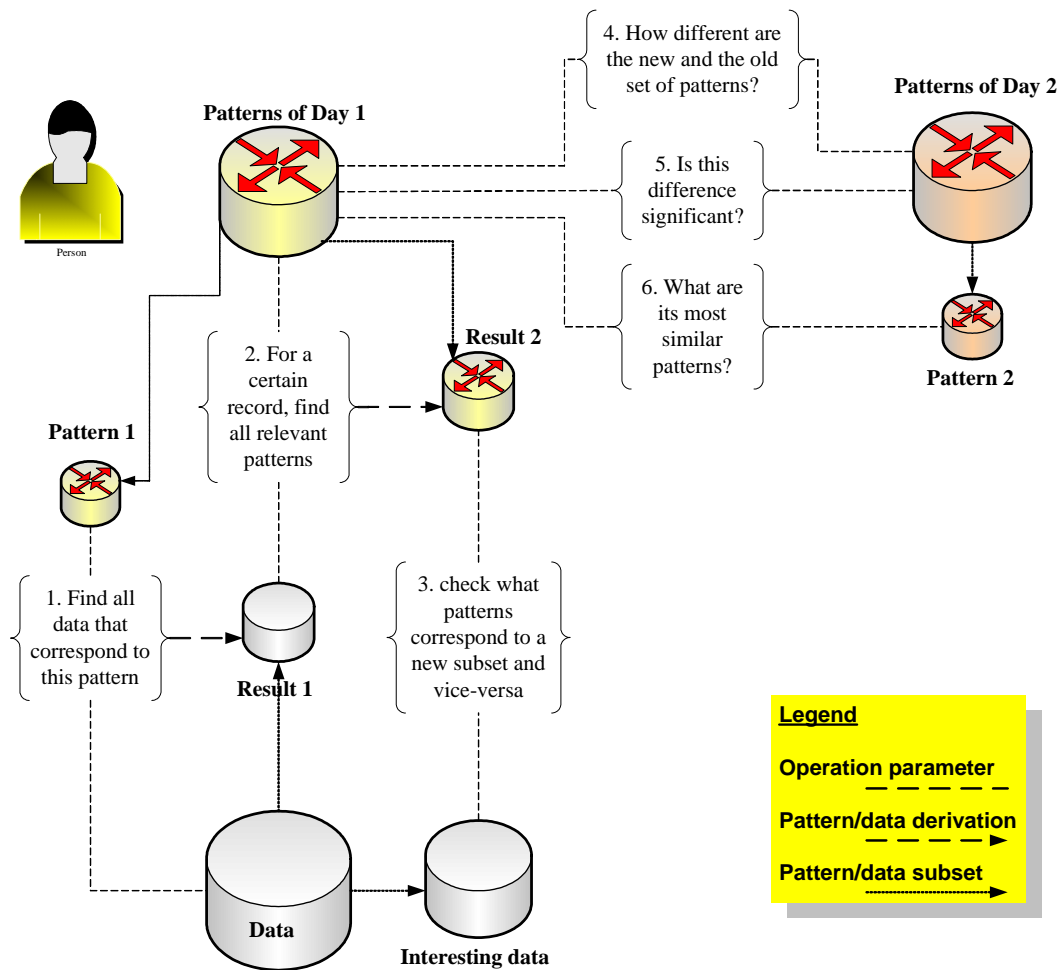 4. How different are
the new and the old
set of patterns?
Patterns of Day 1
Patterns of Day 2
5. Is this
difference
significant?
Person
6. What are
its most
similar
patterns?
Result 2
2. For a
certain
record, find
all relevant
patterns
Pattern 2
Pattern 1
1. Find all
data that
correspond to
this pattern
3. check what
patterns
correspond to a
new subset and
vice-versa
Result 1
Legend
Operation parameter
Pattern/data derivation
Pattern/data subset
Data
Interesting data